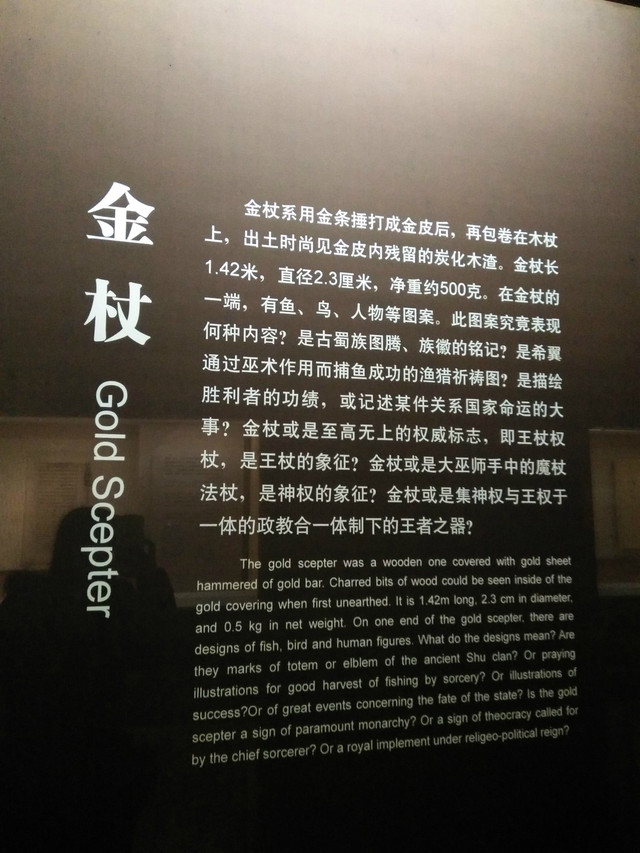 金杖
Gold Scepter
金杖系用金条捶打成金皮后，再包卷在木杖
上，出土时尚见金皮内残留的炭化木渣。金杖长
1.42米，直径2.3厘米，净重约500克。在金杖的
一端，有鱼、鸟、人物等图案。此图案究竟表现
何种内容？是古蜀族图腾、族徽的铭记？是希翼
通过巫术作用而捕鱼成功的渔猎祈祷图？是描绘
胜利者的功绩，或记述某件关系国家命运的大
事？金杖或是至高无上的权威标志，即王杖权
杖，是王杖的象征？金杖或是大巫师手中的魔杖
法杖，是神权的象征？金杖或是集神权与王权于
一体的政教合一体制下的王者之器？
The gold scepter was a wooden one covered with gold sheet
hammered of gold bar. Charred bits of wood could be seen inside of the
gold covering when first unearthed. It is 1.42m long, 2.3 cm in diameter,
and 0.5 kg in net weight. On one end of the gold scepter, there are
designs of fish, bird and human figures. What do the designs mean? Are
they marks of totem or elblem of the ancient Shu clan? Or praying
illustrations for good harvest of fishing by sorcery? Or illustrations of
success?Or of great events concerning the fate of the state? Is the gold
scepter a sign of paramount monarchy? Or a sign of theocracy called for
by the chief sorcerer? Or a royal implement under religeo-political reign?